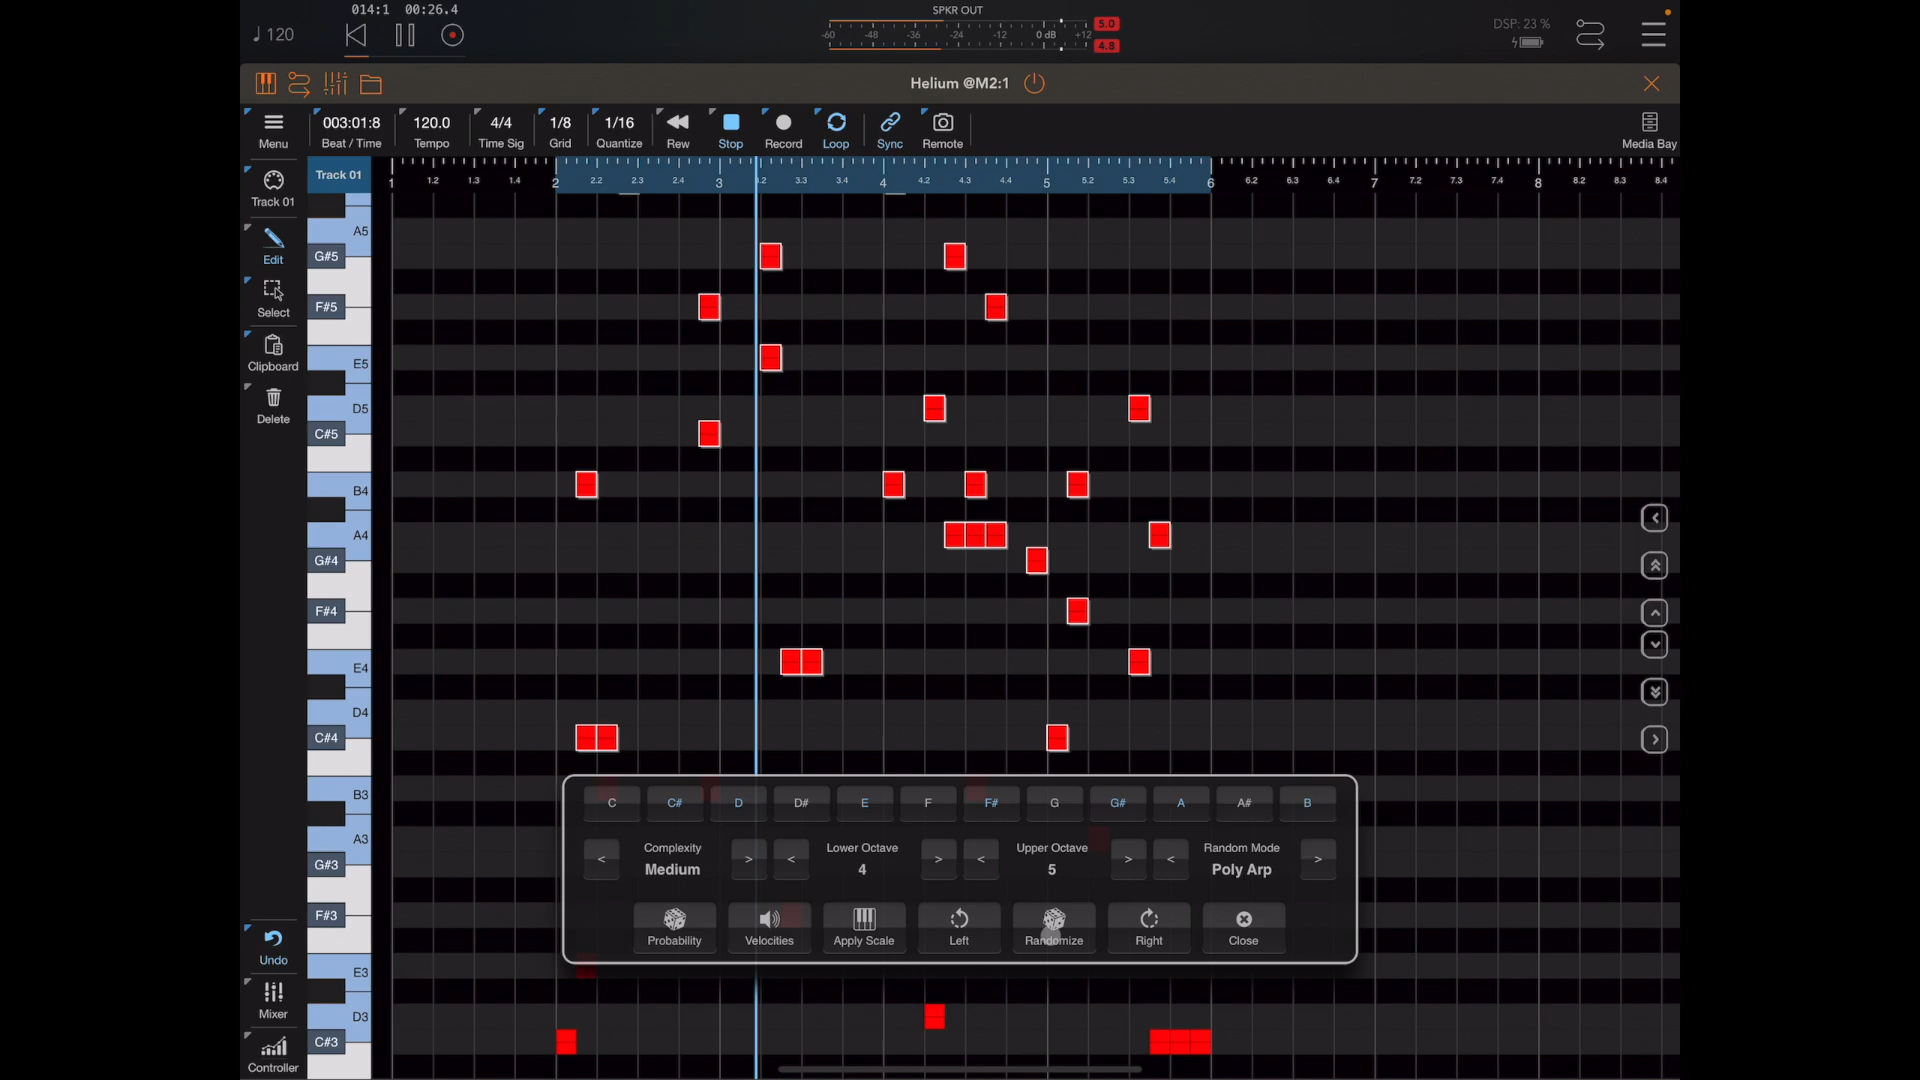 014:1 00:26.4
SPKR OUT
♩120
-60 -48 -36 -24 -12 0 dB +12
5.0
4.8
DSP: 23 %
Helium @M2:1
003:01:8 120.0 4/4 1/8 1/16
Menu Beat / Time Tempo Time Sig Grid Quantize Rew Stop Record Loop Sync Remote Media Bay
Track 01
1 1.2 1.3 1.4 2 2.2 2.3 2.4 3 3.2 3.3 3.4 4 4.2 4.3 4.4 5 5.2 5.3 5.4 6 6.2 6.3 6.4 7 7.2 7.3 7.4 8 8.2 8.3 8.4
Track 01
Edit
Select
Clipboard
Delete
Undo
Mixer
Controller
A5
G#5
F#5
E5
D5
C#5
B4
A4
G#4
F#4
E4
D4
C#4
B3
A3
G#3
F#3
E3
D3
C#3
C C# D D# E F F# G G# A A# B
< Complexity > < Lower Octave > < Upper Octave > < Random Mode >
Medium 4 5 Poly Arp
Probability Velocities Apply Scale Left Randomize Right Close